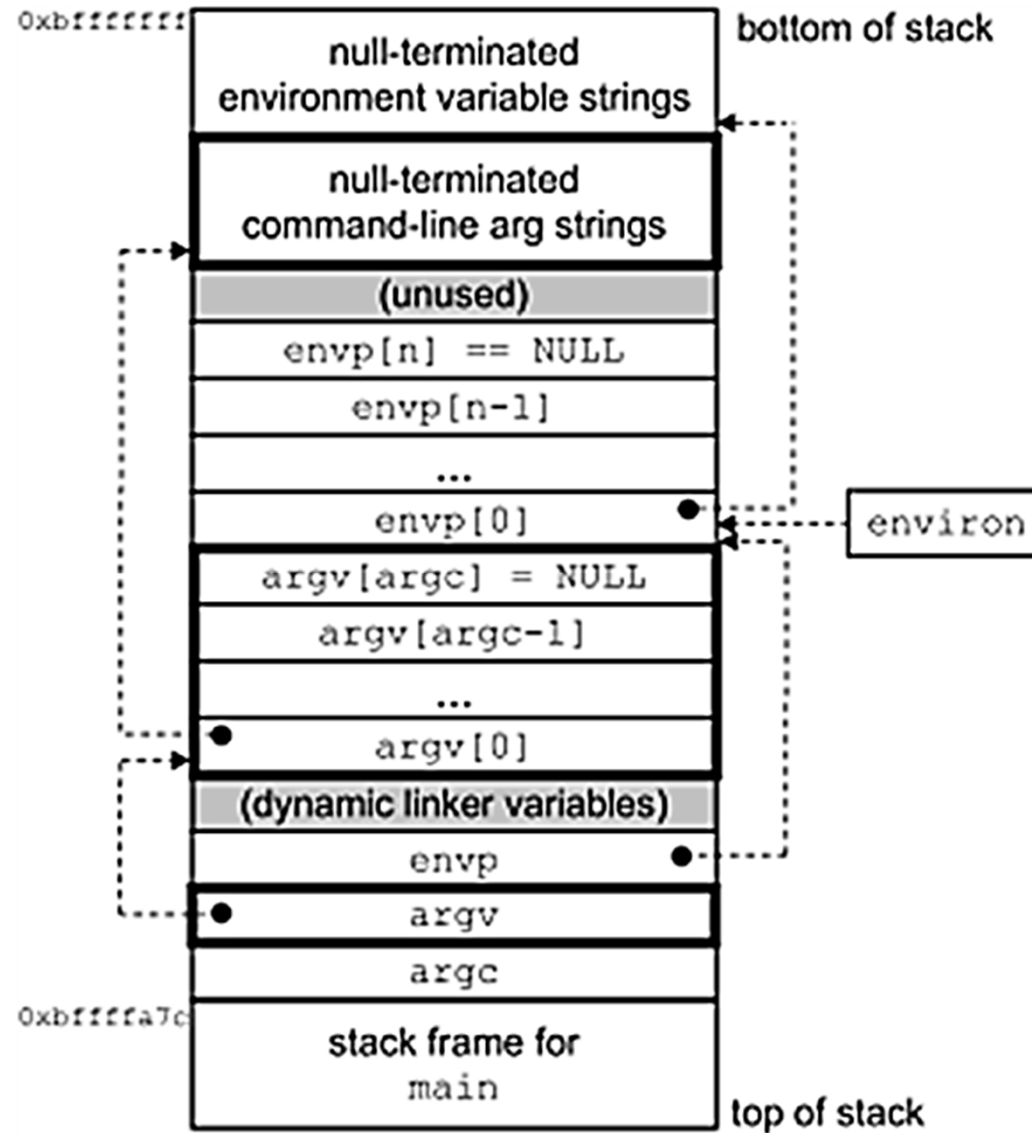 0xbfffffff
bottom of stack
null-terminated
environment variable strings
null-terminated
command-line arg strings
(unused)
envp[n] == NULL
envp[n-1]
...
envp[0]
environ
argv[argc] = NULL
argv[argc-1]
...
argv[0]
(dynamic linker variables)
envp
argv
argc
0xbffffa7c
stack frame for
main
top of stack